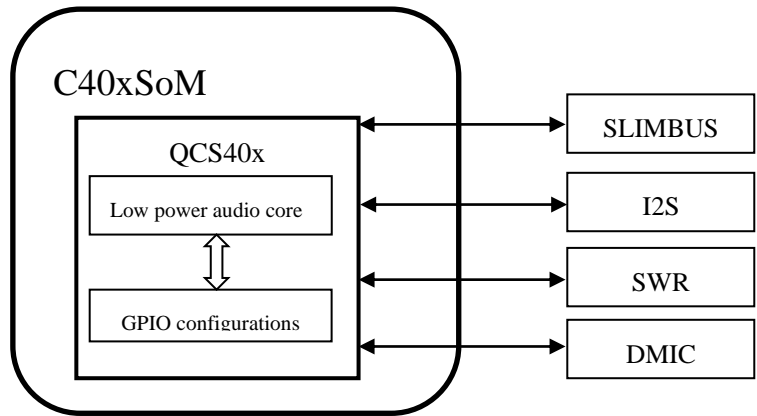 C40xSoM
QCS40x
Low power audio core
GPIO configurations
SLIMBUS
I2S
SWR
DMIC